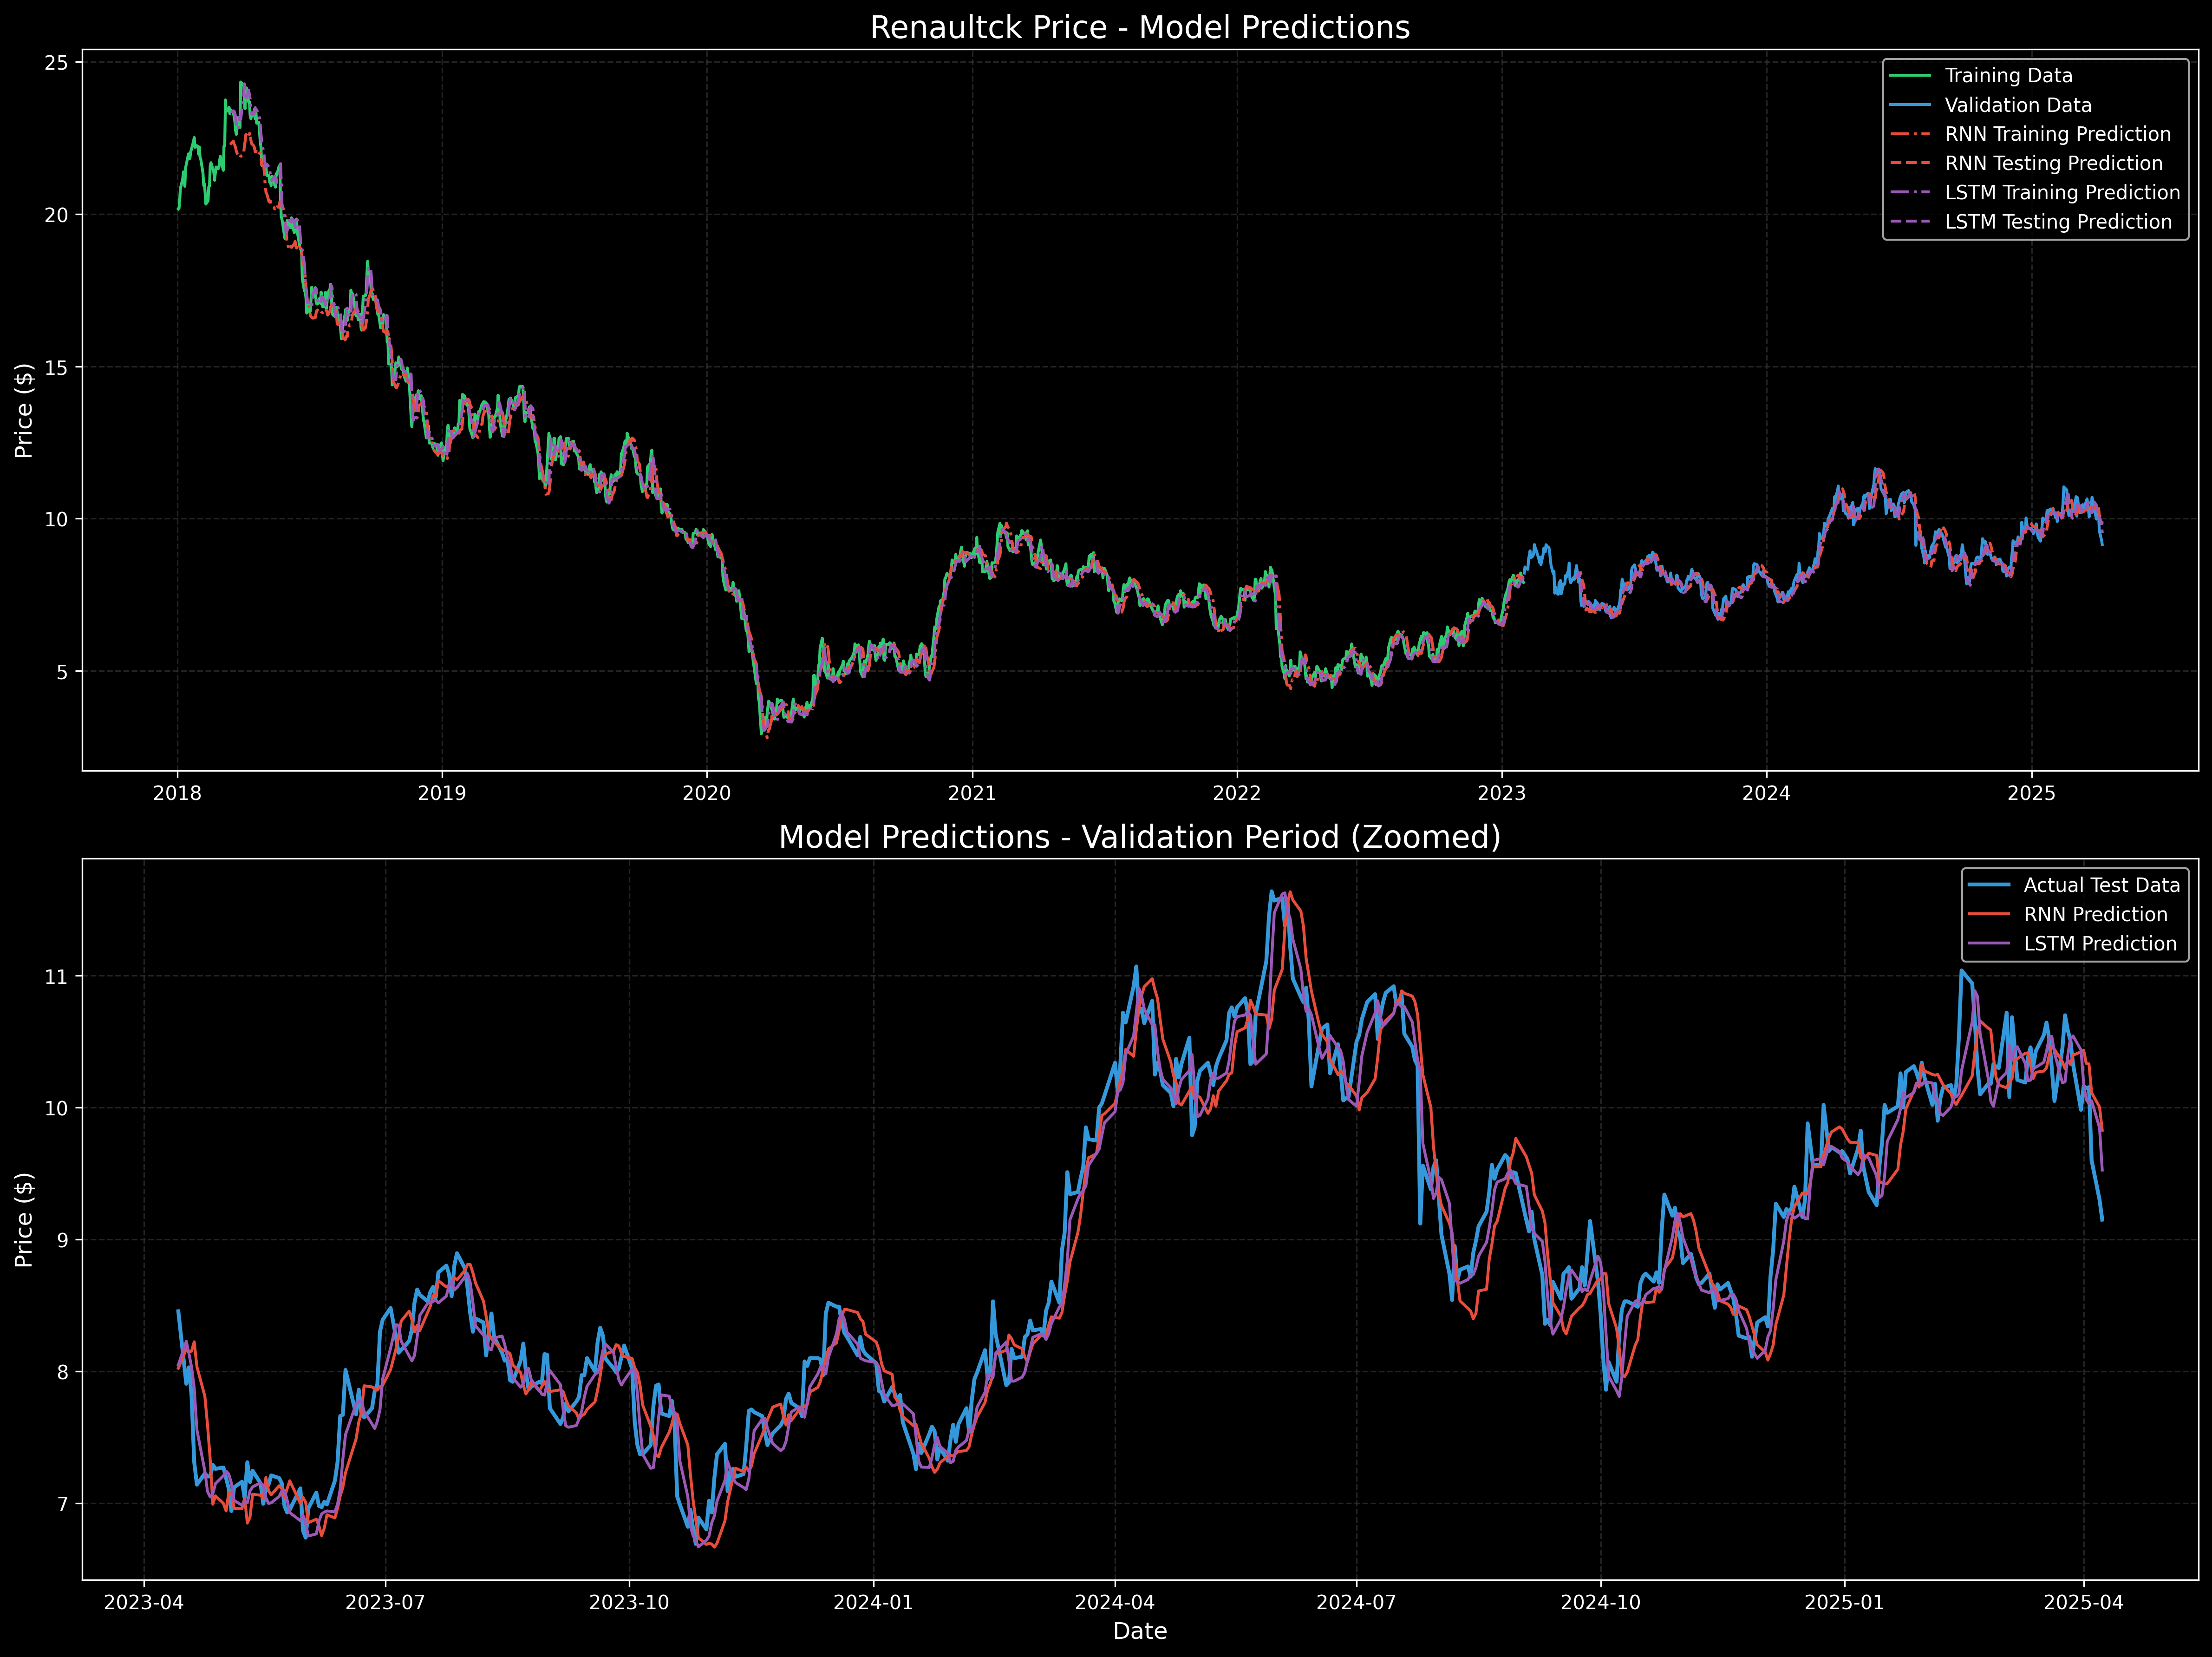 Renaultck Price - Model Predictions
Price ($)
25
20
15
10
5
Training Data
Validation Data
RNN Training Prediction
RNN Testing Prediction
LSTM Training Prediction
LSTM Testing Prediction
2018 2019 2020 2021 2022 2023 2024 2025
Model Predictions - Validation Period (Zoomed)
Price ($)
11
10
9
8
7
Actual Test Data
RNN Prediction
LSTM Prediction
2023-04 2023-07 2023-10 2024-01 2024-04 2024-07 2024-10 2025-01 2025-04
Date